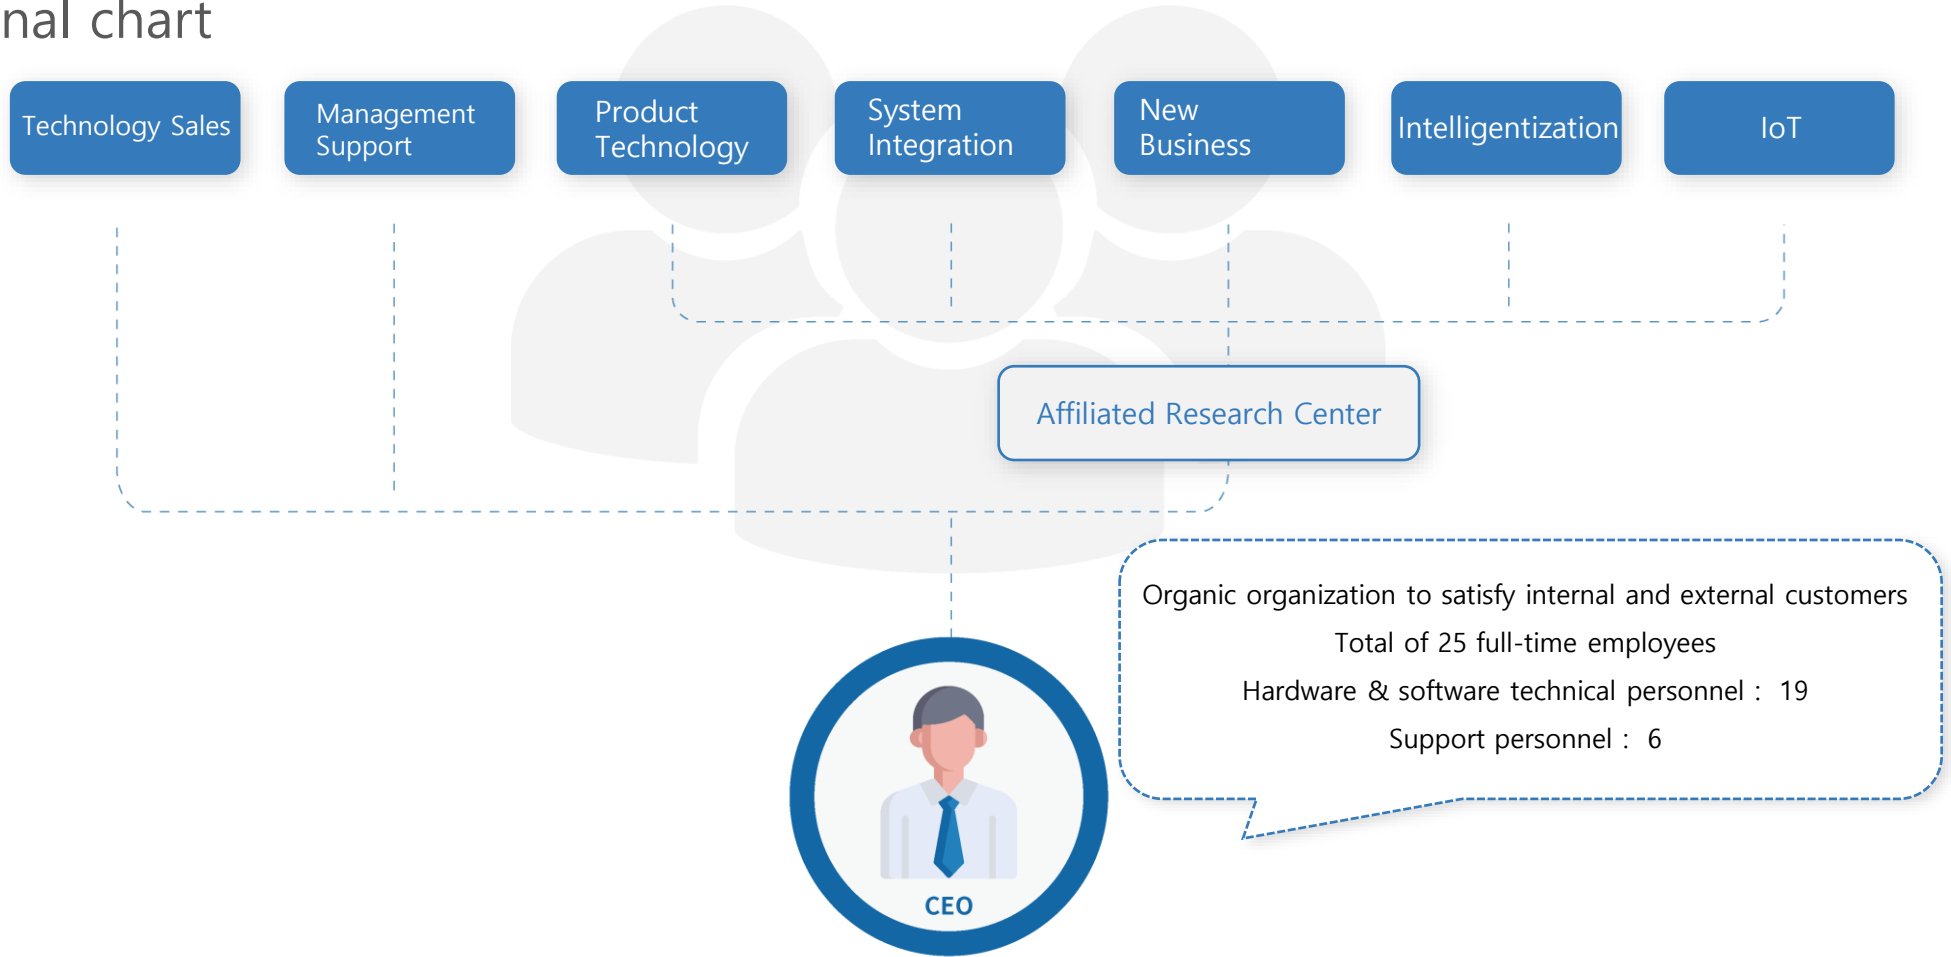 nal chart
Technology Sales
Management
Support
Product
Technology
System
Integration
New
Business
Intelligentization
IoT
Affiliated Research Center
Organic organization to satisfy internal and external customers
Total of 25 full-time employees
Hardware & software technical personnel : 19
Support personnel : 6
CEO